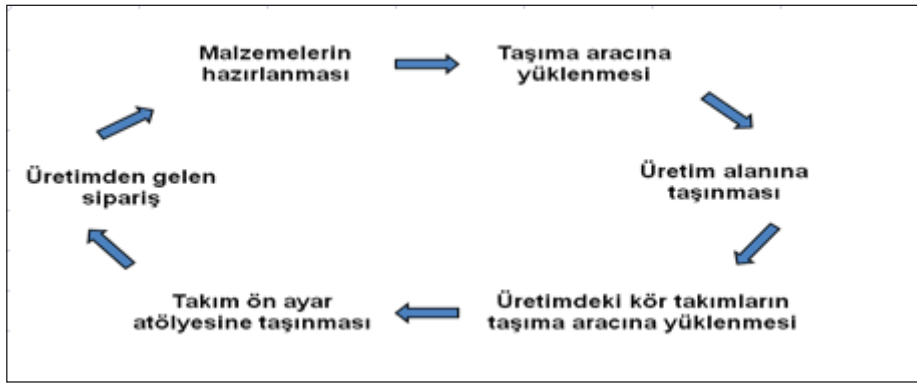 Malzemelerin
hazırlanması
Taşıma aracına
yüklenmesi
Üretim alanına
taşınması
Üretimdeki kör takımların
taşıma aracına yüklenmesi
Takım ön ayar
atölyesine taşınması
Üretimden gelen
sipariş